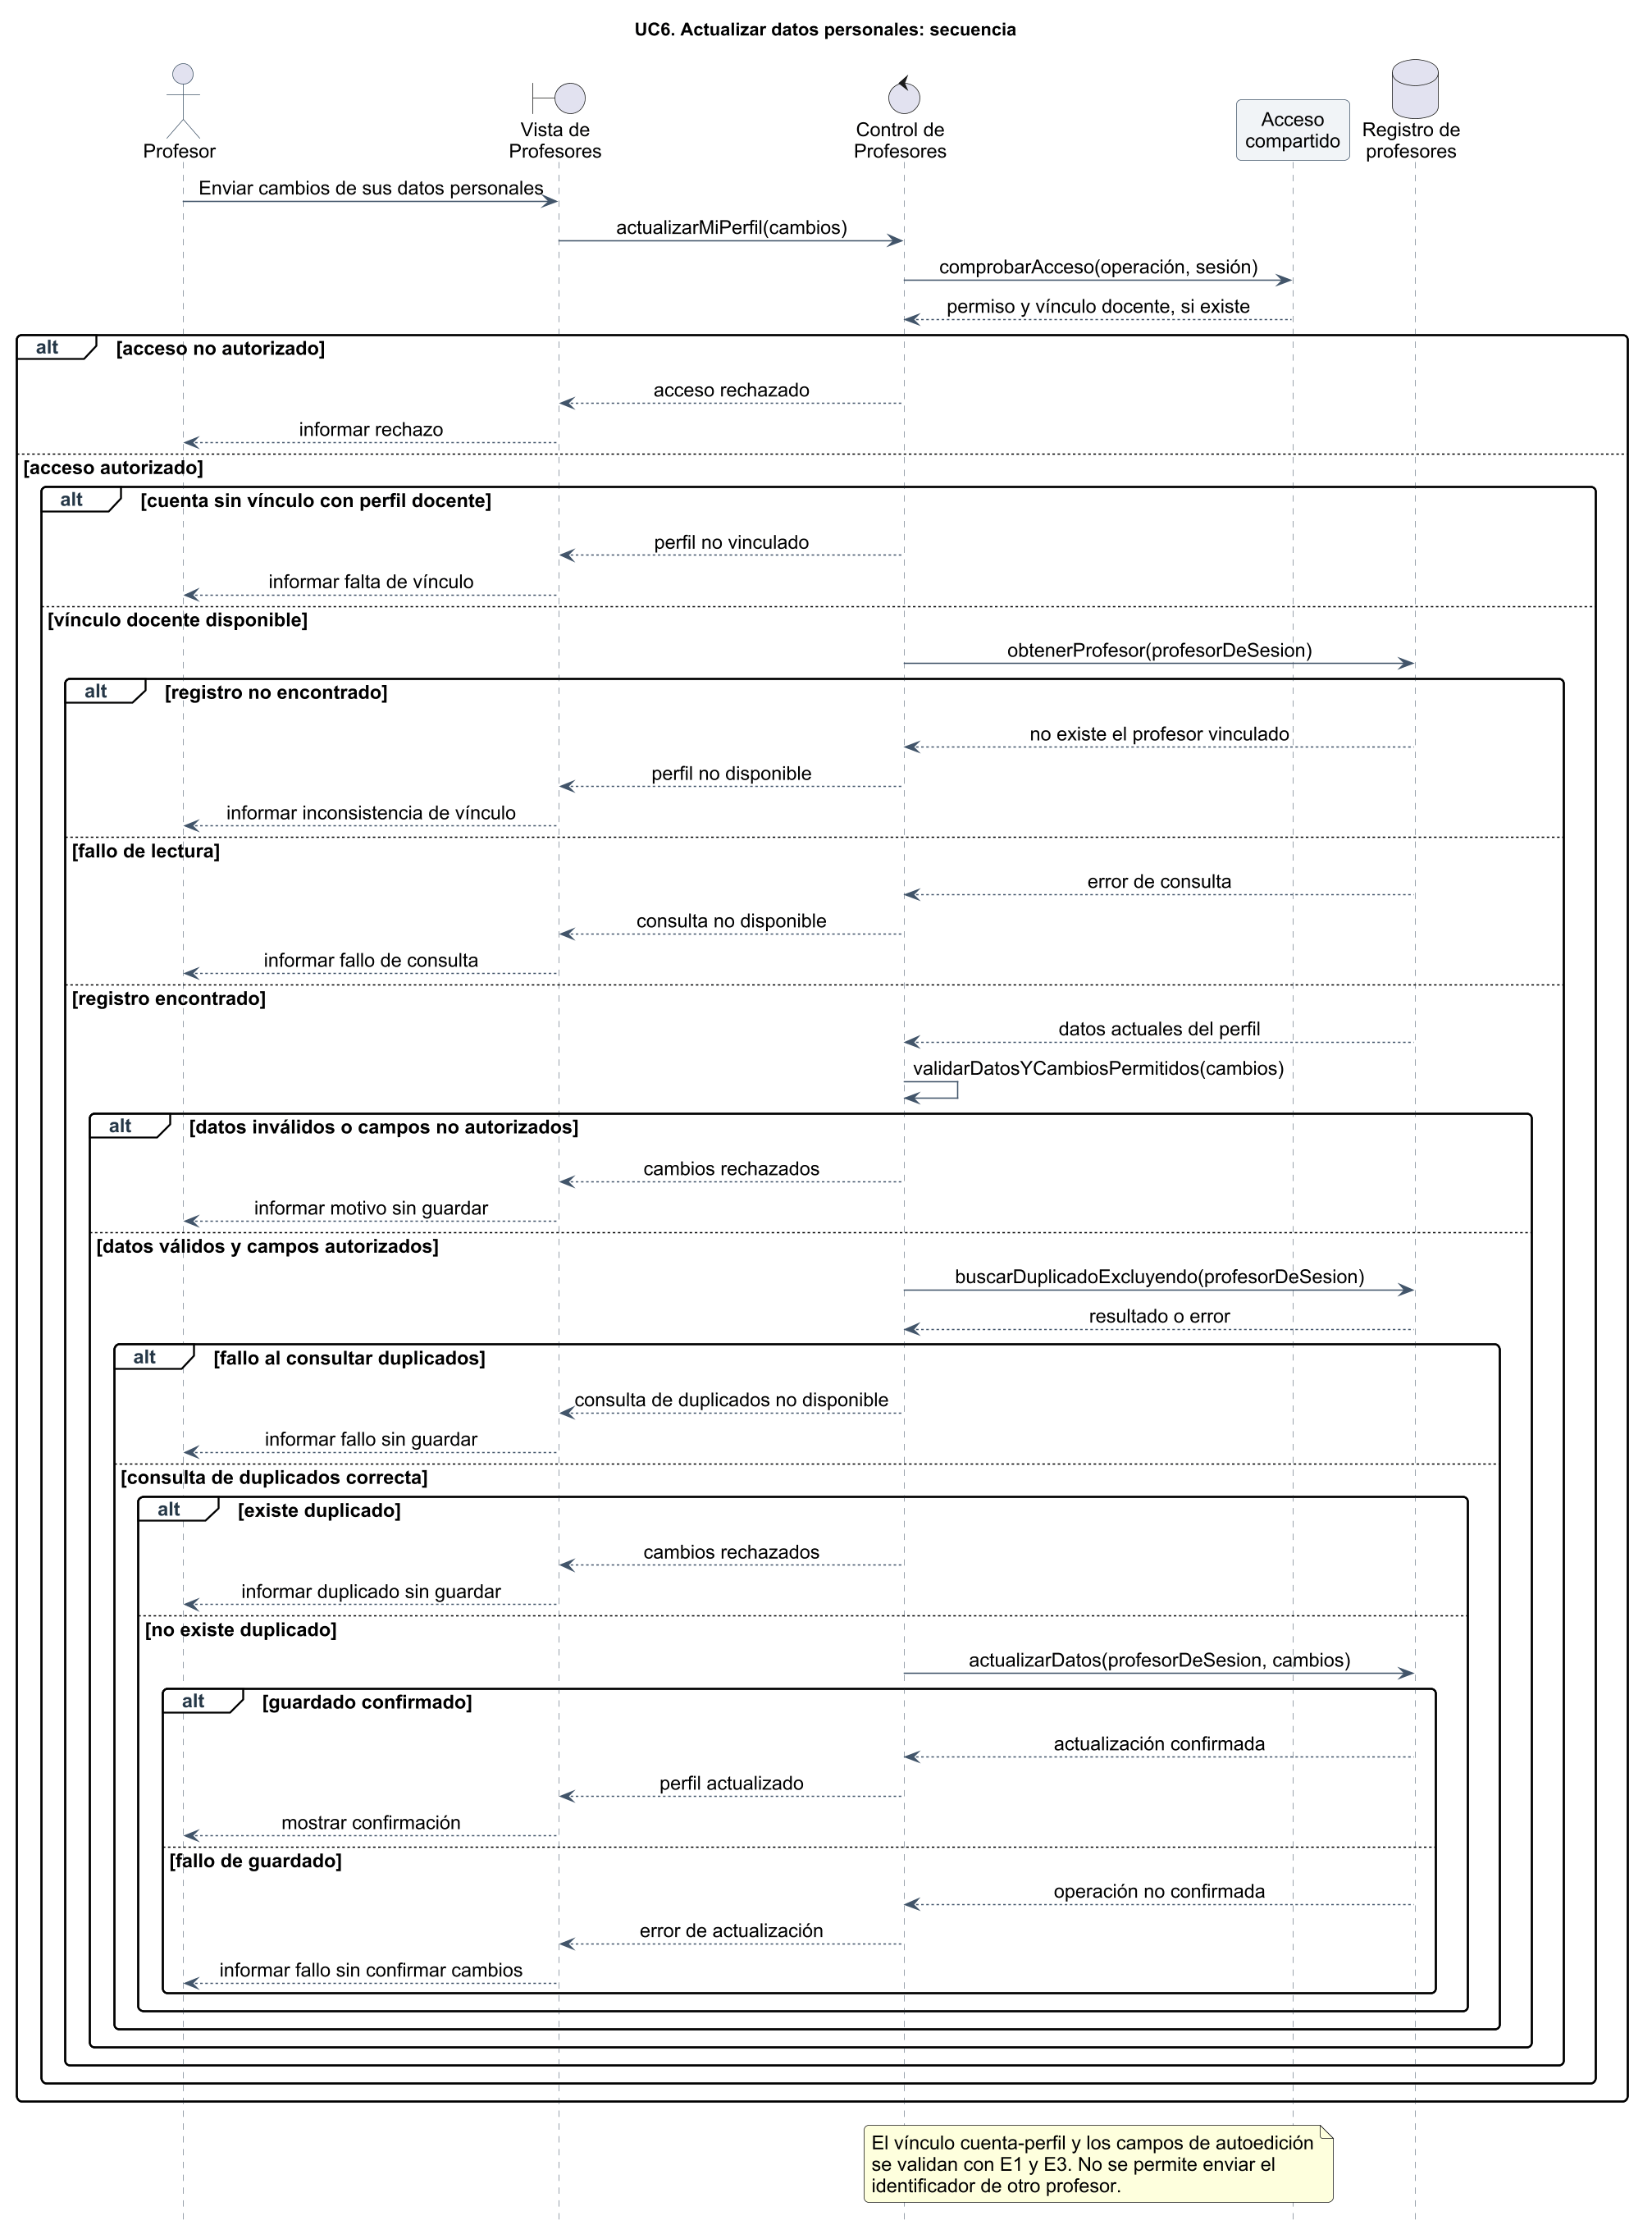 UC6. Actualizar datos personales: secuencia
Profesor
Vista de
Profesores
Control de
Profesores
Acceso
compartido
Registro de
profesores
Enviar cambios de sus datos personales
actualizarMiPerfil(cambios)
comprobarAcceso(operación, sesión)
permiso y vínculo docente, si existe
alt [acceso no autorizado]
acceso rechazado
informar rechazo
[acceso autorizado]
alt [cuenta sin vínculo con perfil docente]
perfil no vinculado
informar falta de vínculo
[vínculo docente disponible]
obtenerProfesor(profesorDeSesion)
alt [registro no encontrado]
no existe el profesor vinculado
perfil no disponible
informar inconsistencia de vínculo
[fallo de lectura]
error de consulta
consulta no disponible
informar fallo de consulta
[registro encontrado]
datos actuales del perfil
validarDatosYCambiosPermitidos(cambios)
alt [datos inválidos o campos no autorizados]
cambios rechazados
informar motivo sin guardar
[datos válidos y campos autorizados]
buscarDuplicadoExcluyendo(profesorDeSesion)
resultado o error
alt [fallo al consultar duplicados]
consulta de duplicados no disponible
informar fallo sin guardar
[consulta de duplicados correcta]
alt [existe duplicado]
cambios rechazados
informar duplicado sin guardar
[no existe duplicado]
actualizarDatos(profesorDeSesion, cambios)
alt [guardado confirmado]
actualización confirmada
perfil actualizado
mostrar confirmación
[fallo de guardado]
operación no confirmada
error de actualización
informar fallo sin confirmar cambios
El vínculo cuenta-perfil y los campos de autoedición
se validan con E1 y E3. No se permite enviar el
identificador de otro profesor.